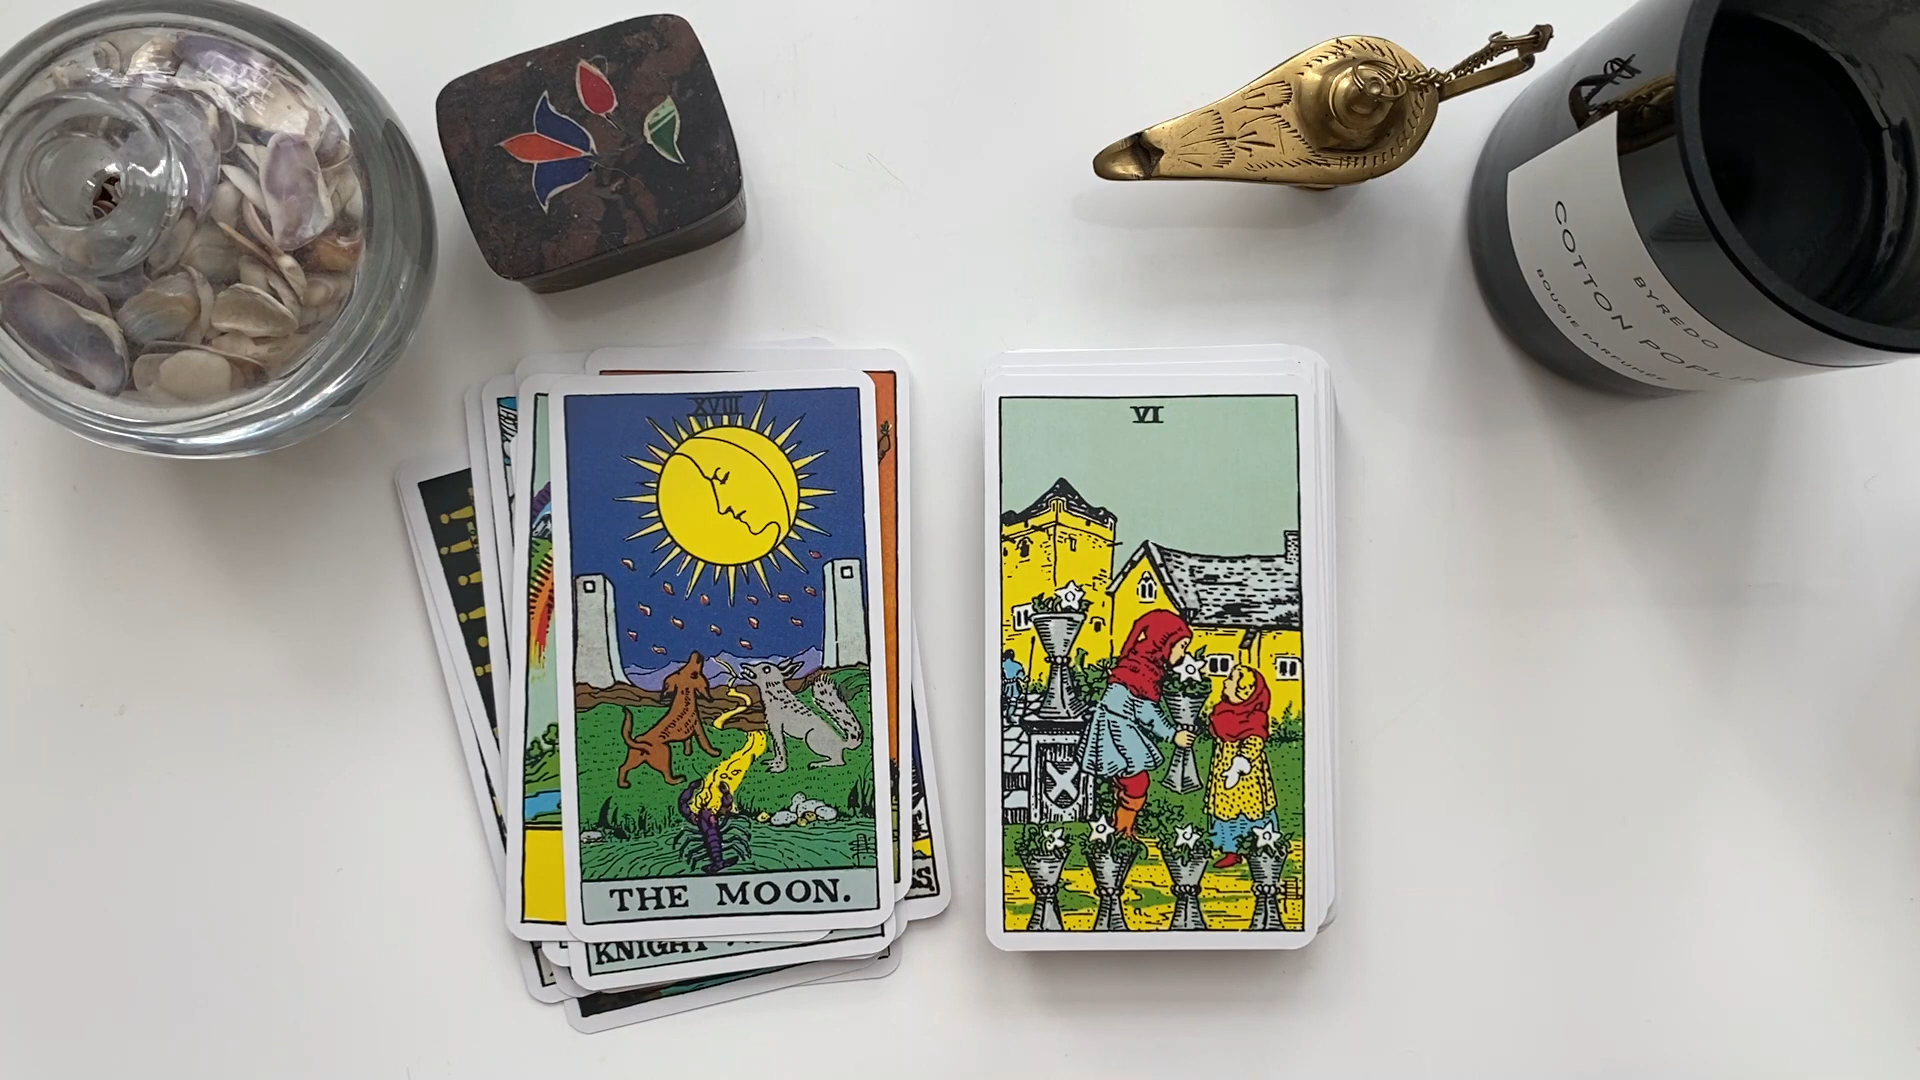 BYREDO
COTTON POPLIN
BOUGIE PARFUMÉE
XVIII
VI
THE MOON.
KNIGHT